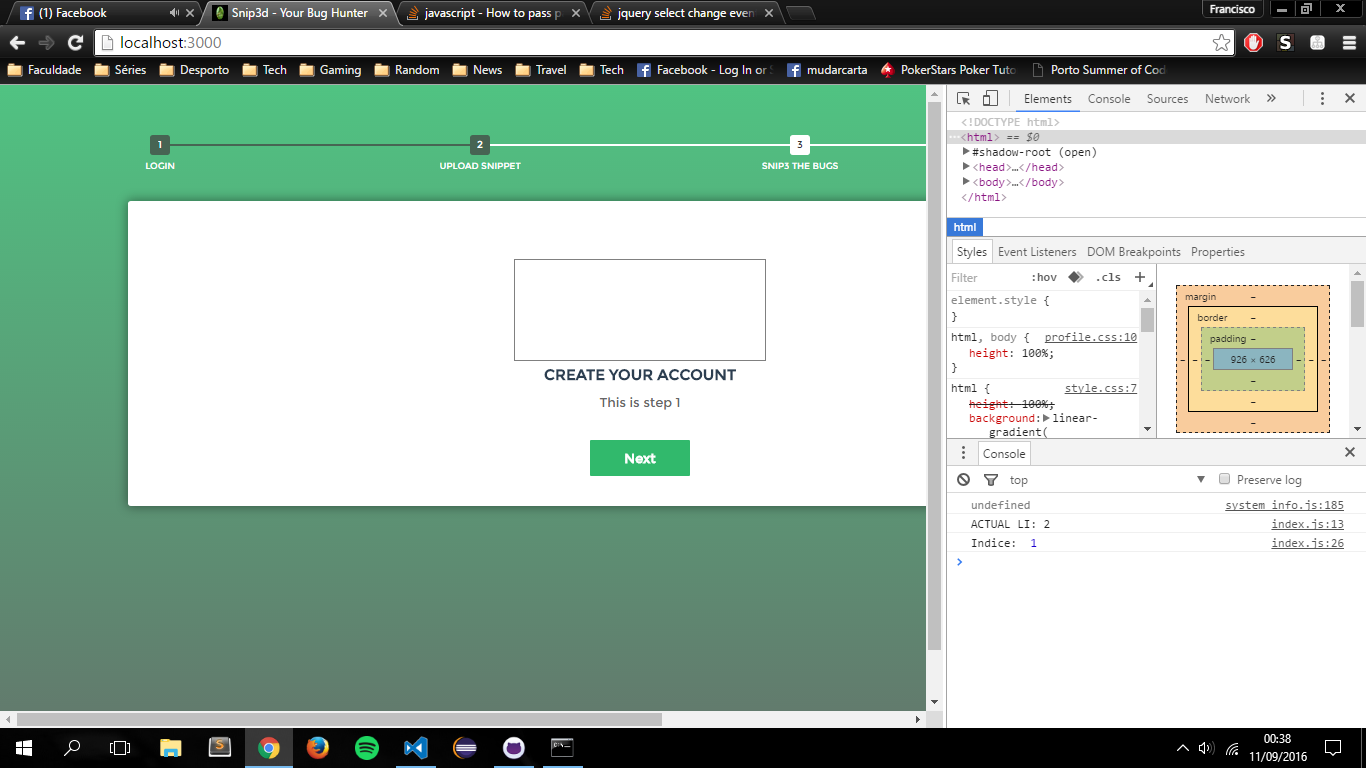 (1) Facebook
Snip3d - Your Bug Hunter
javascript - How to pass p
jquery select change even
Francisco
localhost:3000
S
Faculdade
Séries
Desporto
Tech
Gaming
Random
News
Travel
Tech
Facebook - Log In or S
mudarcarta
PokerStars Poker Tuto
Porto Summer of Cod
1
2
3
LOGIN
UPLOAD SNIPPET
SNIP3 THE BUGS
CREATE YOUR ACCOUNT
This is step 1
Next
Elements
Console
Sources
Network
»
<!DOCTYPE html>
…<html> == $0
#shadow-root (open)
<head>…</head>
<body>…</body>
</html>
html
Styles
Event Listeners
DOM Breakpoints
Properties
Filter
:hov
.cls
+
element.style {
}
html, body {
profile.css:10
height: 100%;
}
html {
style.css:7
height: 100%;
background: linear-
gradient(
margin
–
border
–
padding
–
– – – 926 × 626 – – –
–
–
–
Console
top
Preserve log
undefined
system info.js:185
ACTUAL LI: 2
index.js:13
Indice: 1
index.js:26
>
S
00:38
11/09/2016